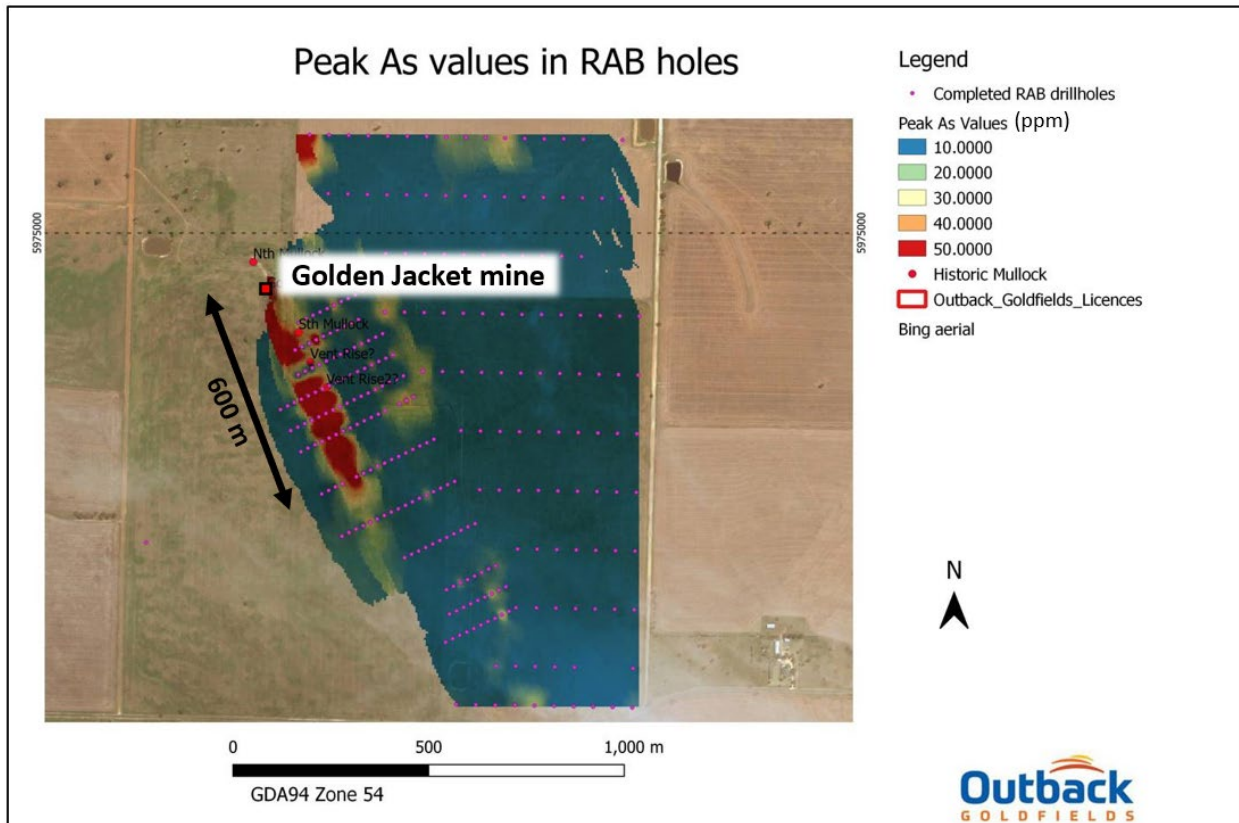 Peak As values in RAB holes
Legend
Completed RAB drillholes
Peak As Values (ppm)
10.0000
20.0000
30.0000
40.0000
50.0000
Historic Mullock
Outback_Goldfields_Licences
Bing aerial
5975000
5975000
Nth Mullock
Golden Jacket mine
Sth Mullock
Vent Rise?
Vent Rise2?
600 m
N
0 500 1,000 m
GDA94 Zone 54
Outback
GOLDFIELDS